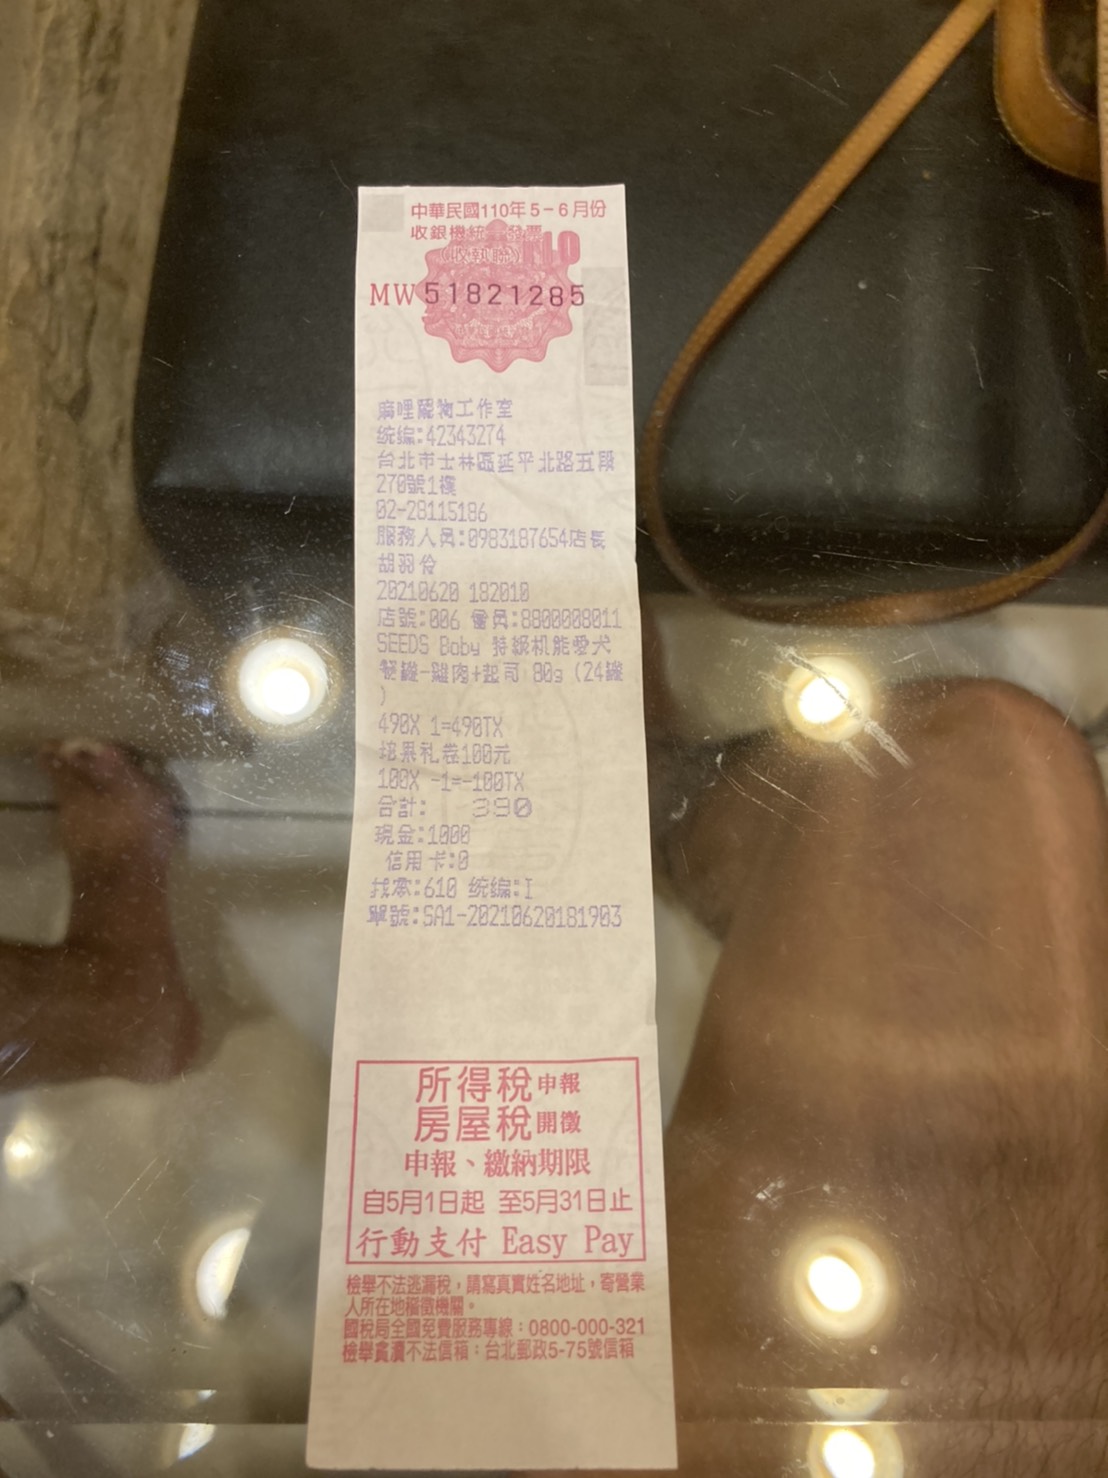 中華民國110年5-6月份
收銀機統一發票
(收執聯)
110
MW51821285
麻哩寵物工作室
統編:42343274
台北市士林區延平北路五段
270號1樓
02-28115186
服務人員:0983187654店長
胡羽伶
20210620 182010
店號:006 會員:8800008011
SEEDS Baby 特級机能愛犬
餐罐-雞肉+起司 80g (24罐
)
490X 1=490TX
培果礼卷100元
100X -1=-100TX
合計: 390
現金:1000
信用卡:0
找零:610 統編:I
單號:SA1-20210620181903
所得稅申報
房屋稅開徵
申報、繳納期限
自5月1日起 至5月31日止
行動支付 Easy Pay
檢舉不法逃漏稅，請寫真實姓名地址，寄營業
人所在地稽徵機關。
國稅局全國免費服務專線：0800-000-321
檢舉貪瀆不法信箱：台北郵政5-75號信箱